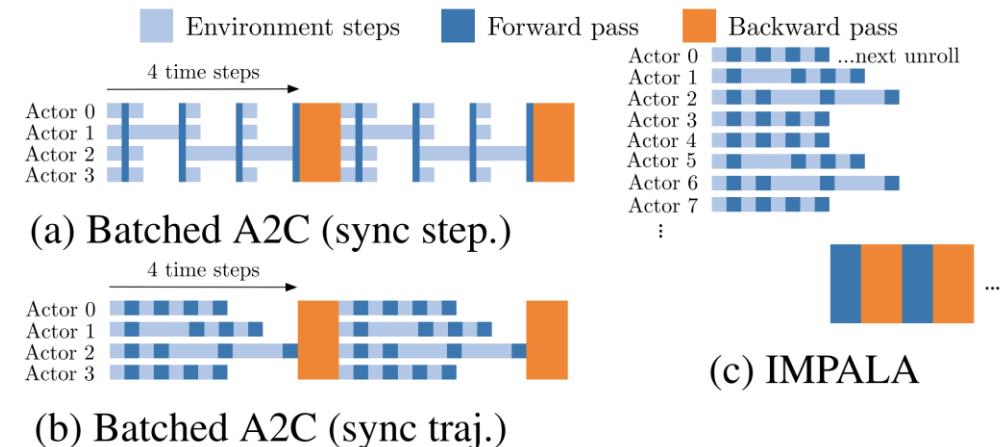 Environment steps Forward pass Backward pass
4 time steps
Actor 0
Actor 1
Actor 2
Actor 3
(a) Batched A2C (sync step.)
4 time steps
Actor 0
Actor 1
Actor 2
Actor 3
(b) Batched A2C (sync traj.)
Actor 0 ...next unroll
Actor 1
Actor 2
Actor 3
Actor 4
Actor 5
Actor 6
Actor 7
⋮
...
(c) IMPALA